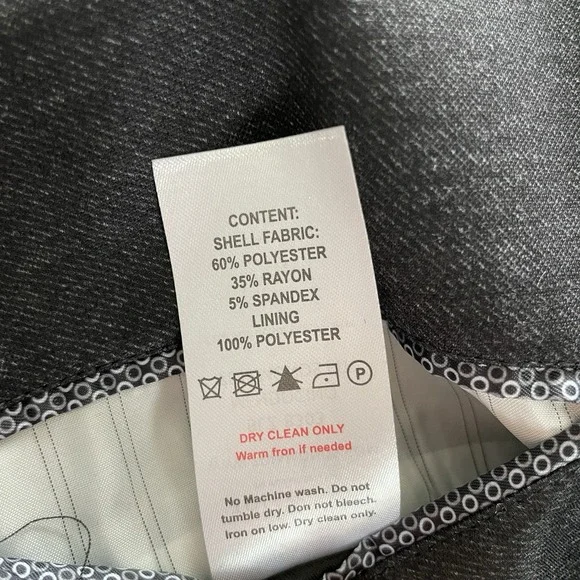 CONTENT:
SHELL FABRIC:
60% POLYESTER
35% RAYON
5% SPANDEX
LINING
100% POLYESTER
P
DRY CLEAN ONLY
Warm fron if needed
No Machine wash. Do not
tumble dry. Don not bleech.
Iron on low. Dry clean only.